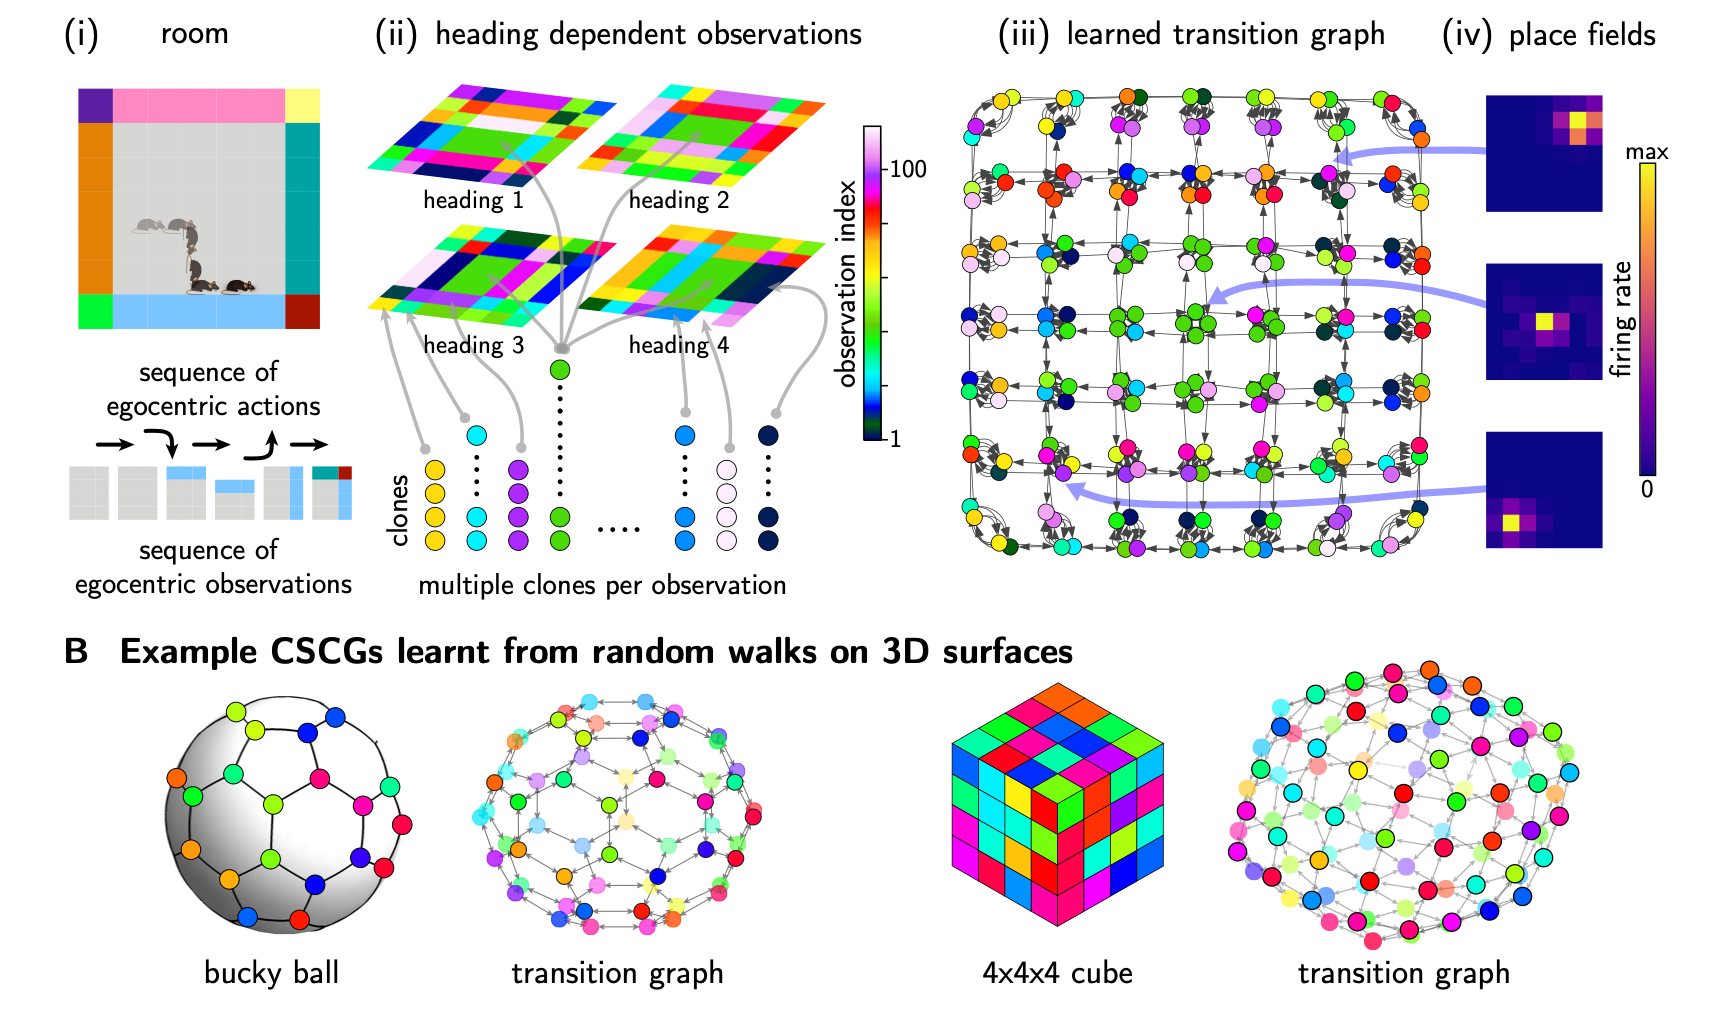 (i) room
(ii) heading dependent observations
(iii) learned transition graph
(iv) place fields
heading 1
heading 2
heading 3
heading 4
observation index
100
1
clones
multiple clones per observation
sequence of
egocentric actions
sequence of
egocentric observations
max
firing rate
0
B Example CSCGs learnt from random walks on 3D surfaces
bucky ball
transition graph
4x4x4 cube
transition graph